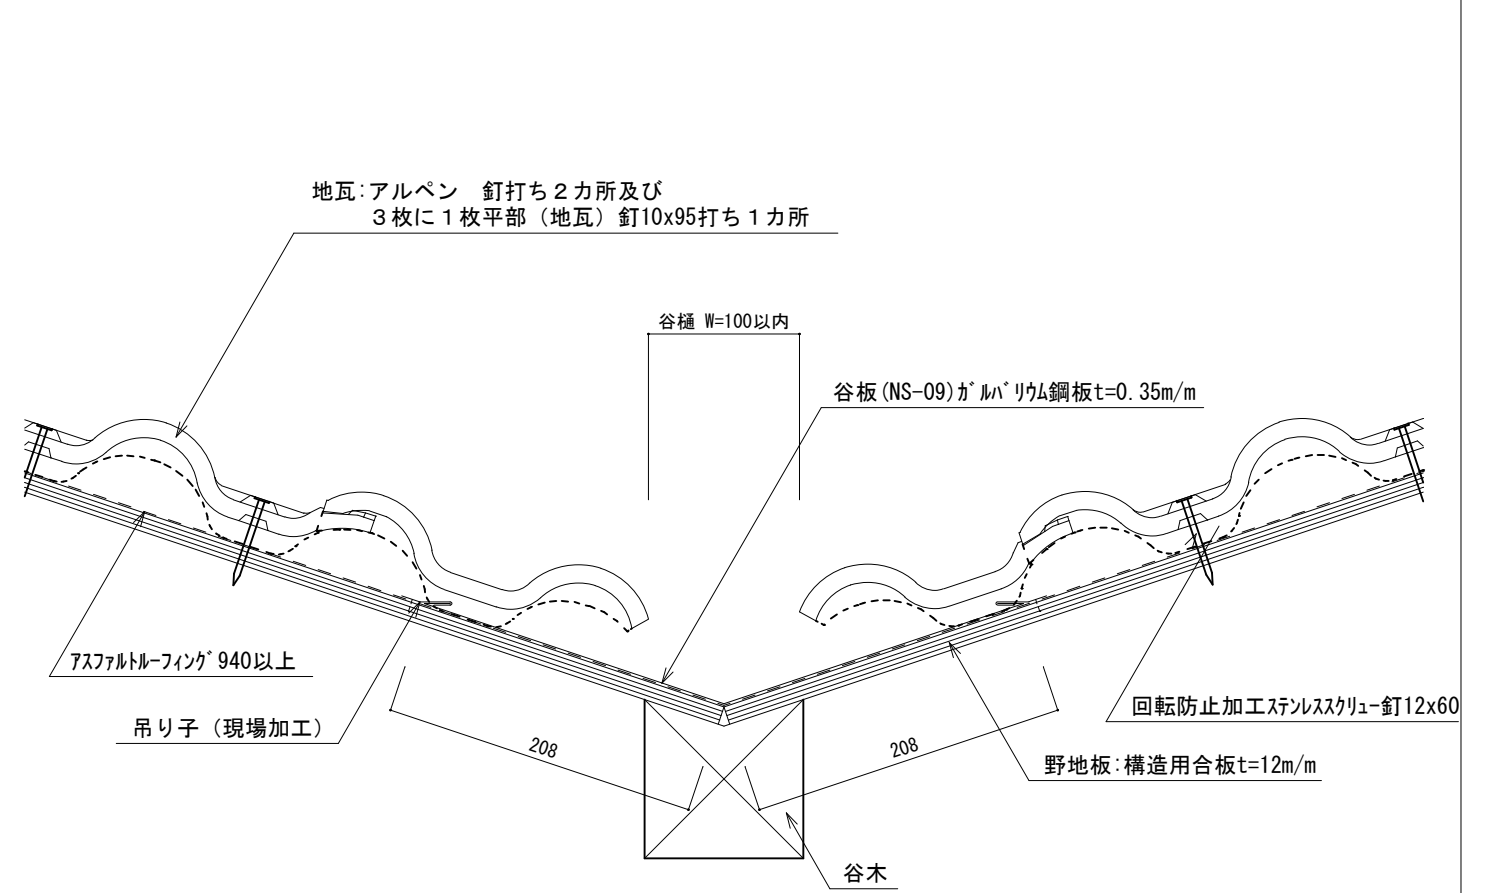 地瓦:アルペン　釘打ち２カ所及び
３枚に１枚平部（地瓦）釘10x95打ち１カ所
谷樋 W=100以内
谷板(NS-09)ｶﾞﾙﾊﾞﾘｳﾑ鋼板t=0.35m/m
ｱｽﾌｧﾙﾄﾙｰﾌｨﾝｸﾞ940以上
吊り子（現場加工）
208
208
回転防止加工ｽﾃﾝﾚｽｽｸﾘｭｰ釘12x60
野地板:構造用合板t=12m/m
谷木